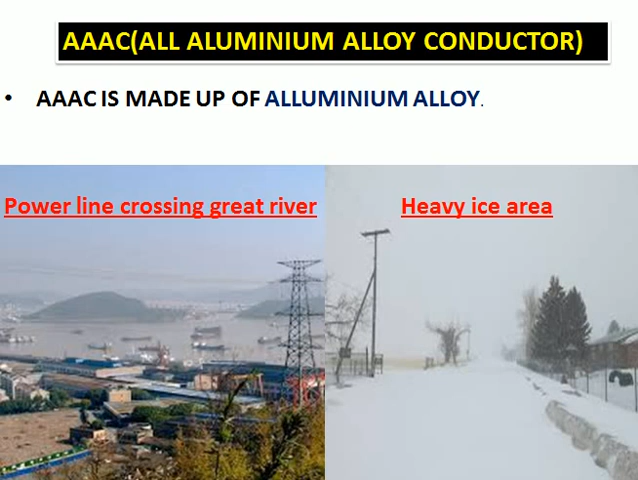 AAAC(ALL ALUMINIUM ALLOY CONDUCTOR)
• AAAC IS MADE UP OF ALLUMINIUM ALLOY.
Power line crossing great river
Heavy ice area